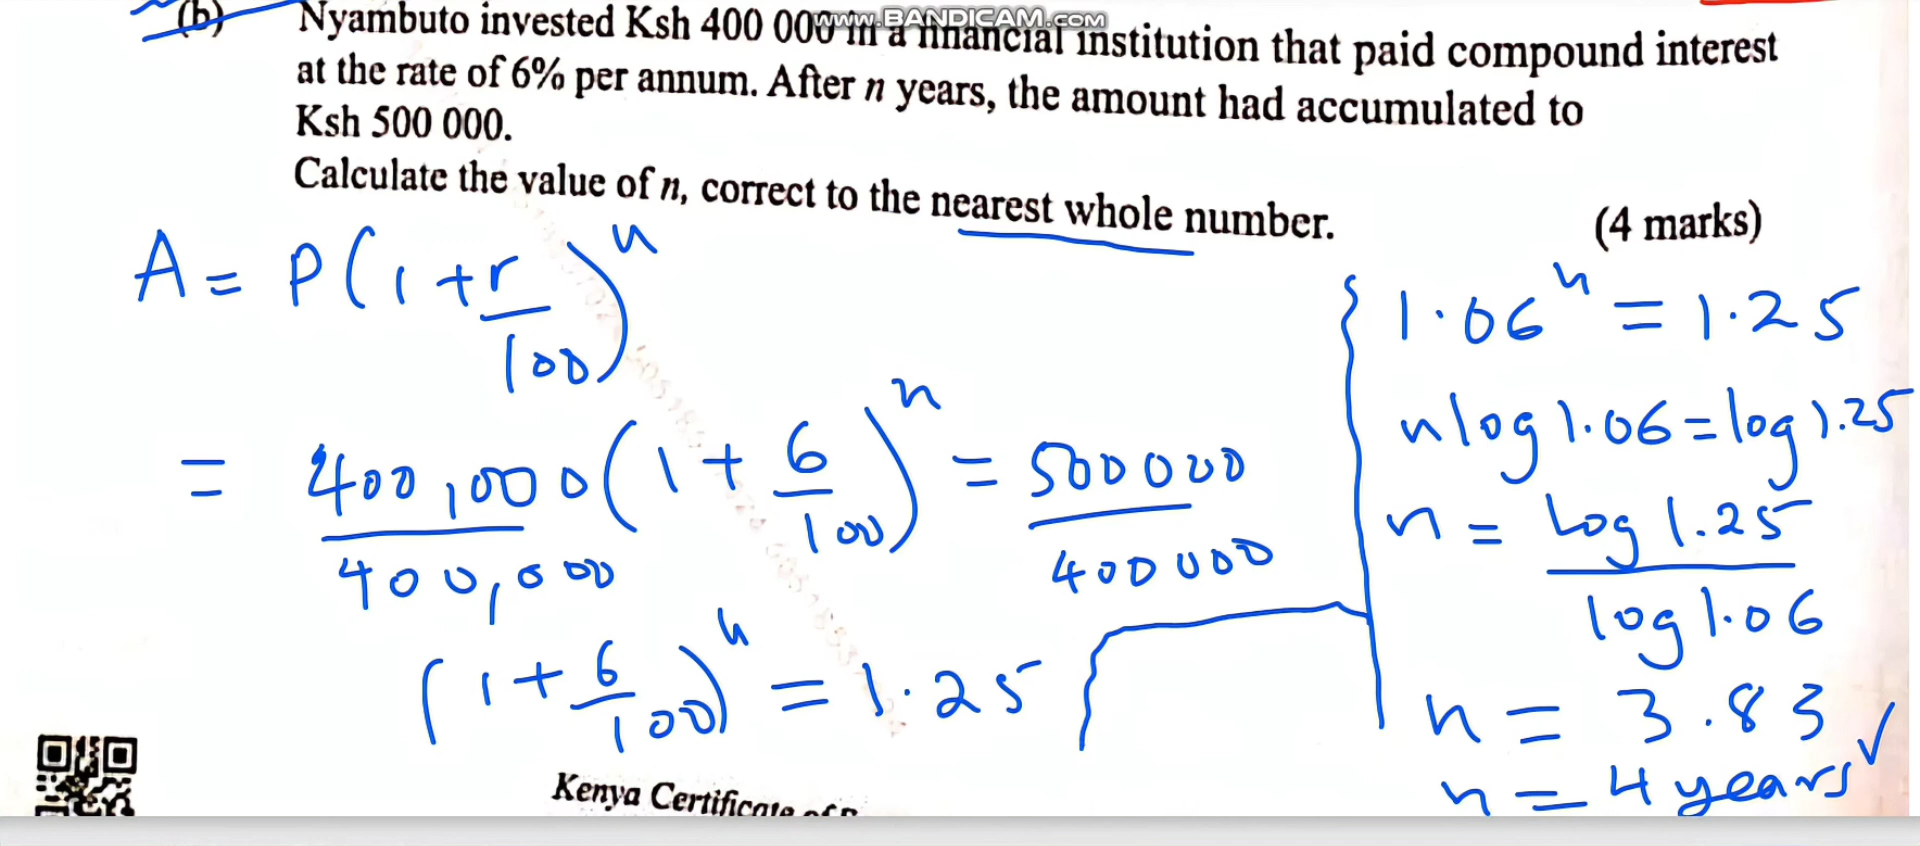 www.BANDICAM.COM
(b) Nyambuto invested Ksh 400 000 in a financial institution that paid compound interest
at the rate of 6% per annum. After n years, the amount had accumulated to
Ksh 500 000.
Calculate the value of n, correct to the nearest whole number. (4 marks)
A = P(1 + r/100)^n
= 400,000/400,000 (1 + 6/100)^n = 500000/400000
(1 + 6/100)^n = 1.25
1.06^n = 1.25
n log 1.06 = log 1.25
n = log 1.25 / log 1.06
n = 3.83 ✓
n = 4 years
Kenya Certificate of